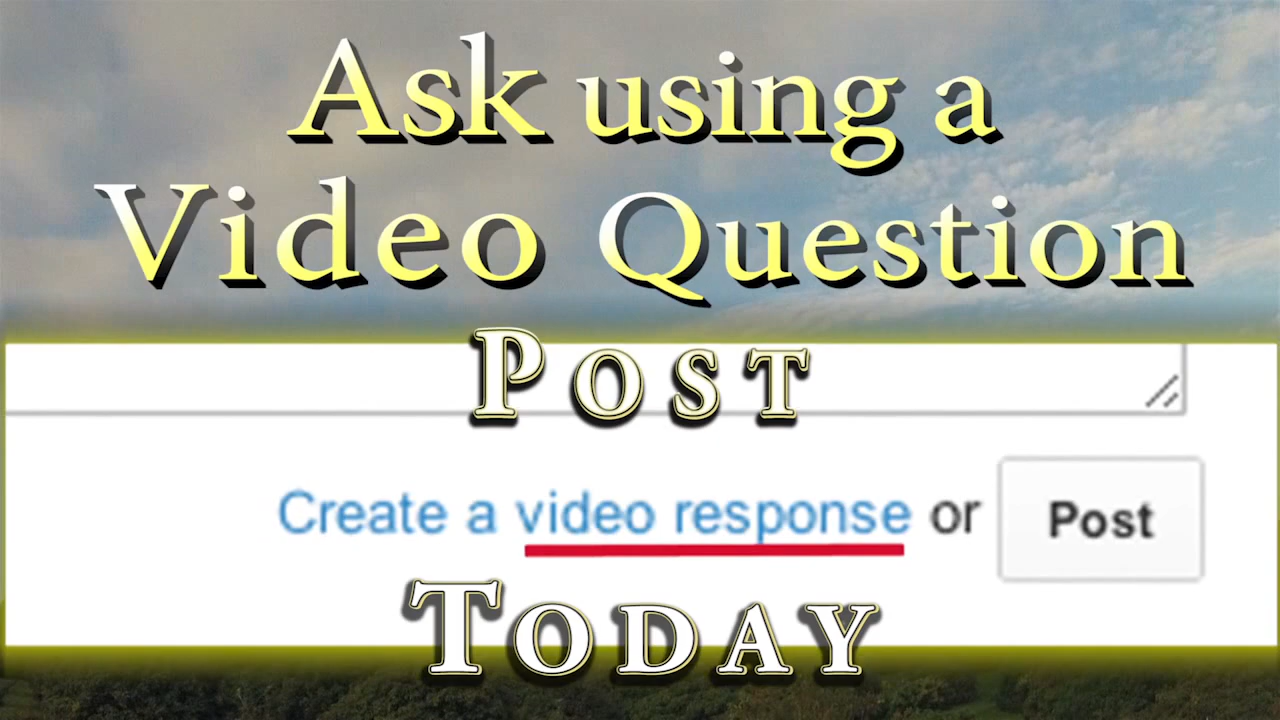 Ask using a
Video Question
Post
Create a video response or Post
Today